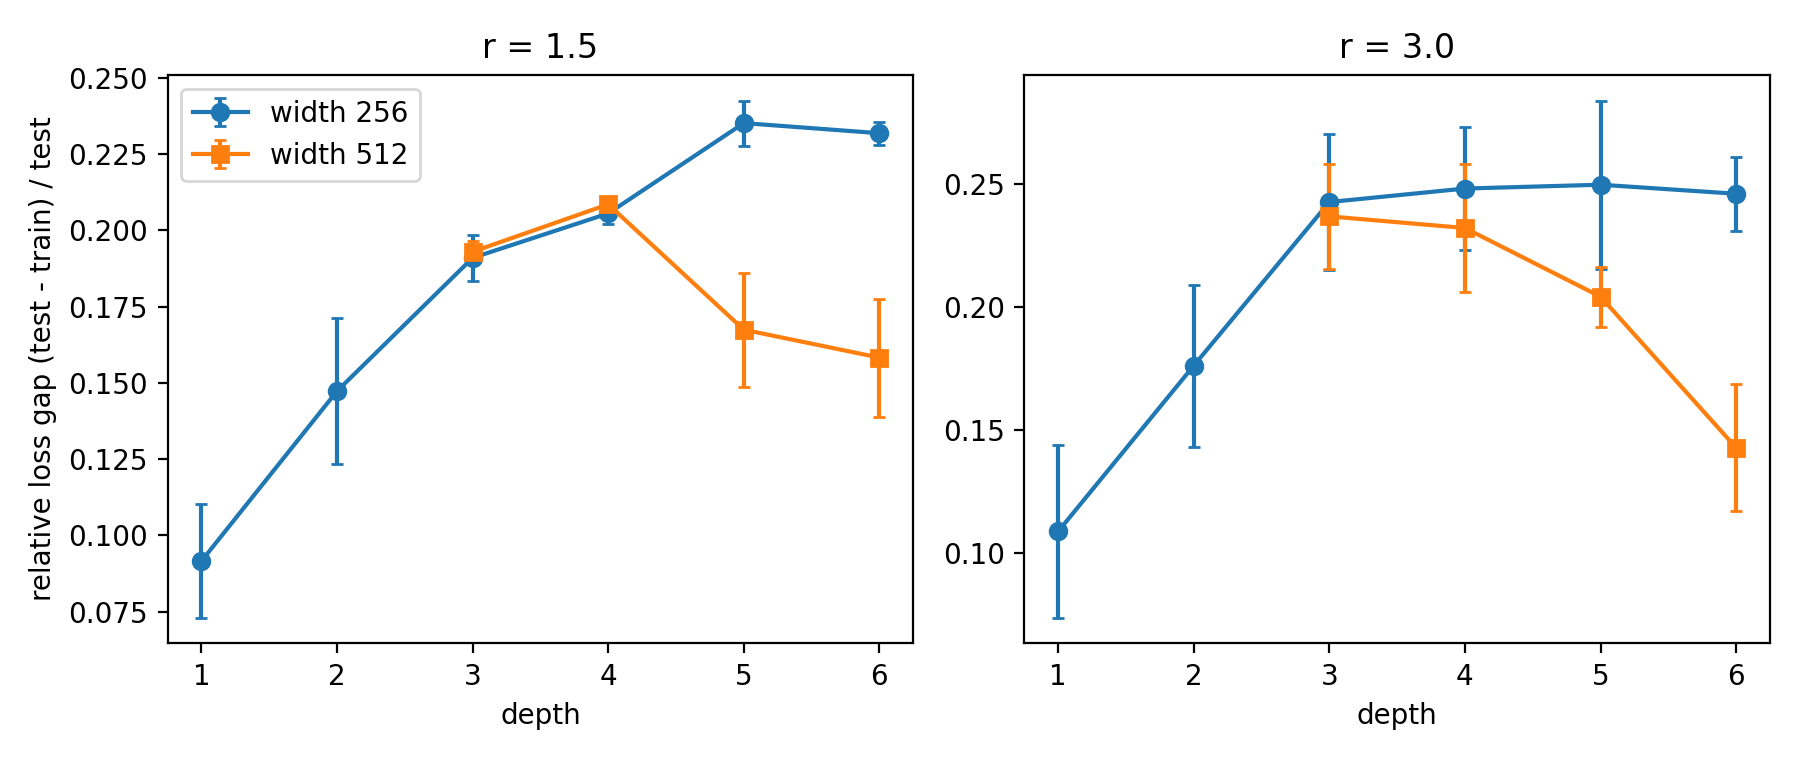 r = 1.5
relative loss gap (test - train) / test
0.250
0.225
0.200
0.175
0.150
0.125
0.100
0.075
width 256
width 512
1 2 3 4 5 6
depth
r = 3.0
0.25
0.20
0.15
0.10
1 2 3 4 5 6
depth